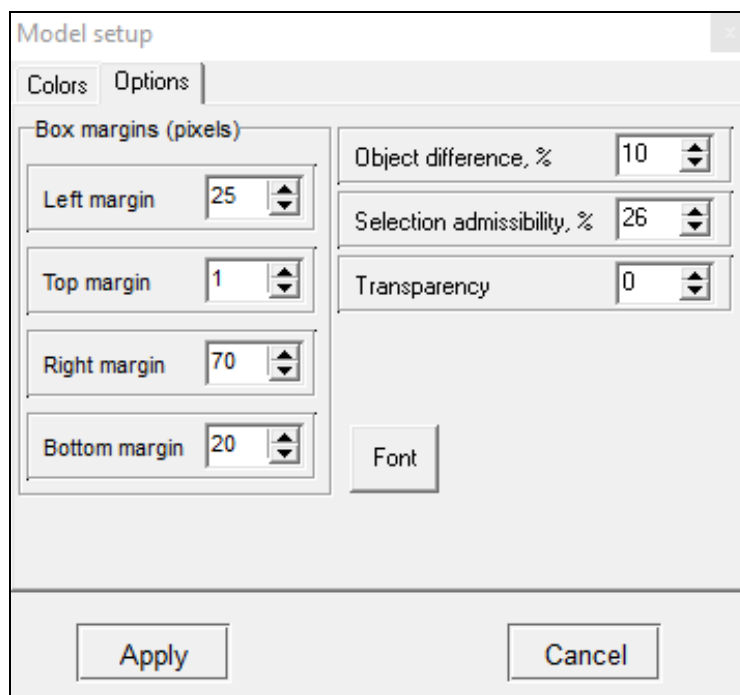 Model setup
x
Colors Options
Box margins (pixels)
Left margin 25
Top margin 1
Right margin 70
Bottom margin 20
Object difference, % 10
Selection admissibility, % 26
Transparency 0
Font
Apply Cancel